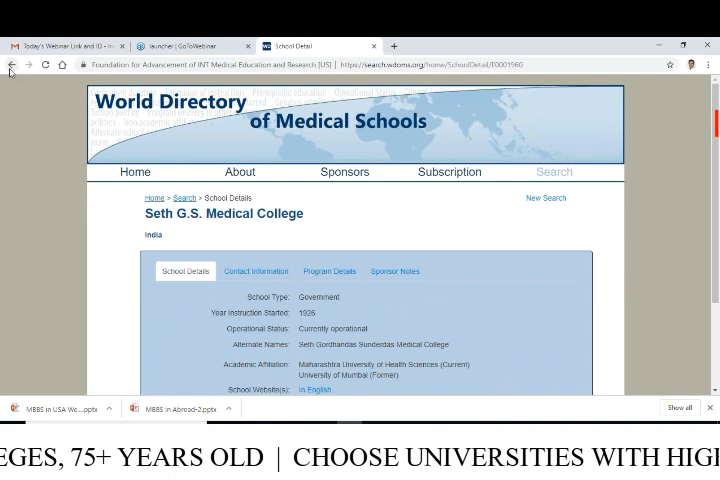 Today's Webinar Link and ID - m
launcher | GoToWebinar
School Detail
Foundation for Advancement of INT Medical Education and Research [US] | https://search.wdoms.org/home/SchoolDetail/F0001960
World Directory
of Medical Schools
Home About Sponsors Subscription Search
Home > Search > School Details
New Search
Seth G.S. Medical College
India
School Details Contact Information Program Details Sponsor Notes
School Type: Government
Year Instruction Started: 1926
Operational Status: Currently operational
Alternate Names: Seth Gordhandas Sunderdas Medical College
Academic Affiliation: Maharashtra University of Health Sciences (Current)
University of Mumbai (Former)
School Website(s): In English
MBBS in USA We....pptx
MBBS in Abroad-2.pptx
Show all
EGES, 75+ YEARS OLD | CHOOSE UNIVERSITIES WITH HIG